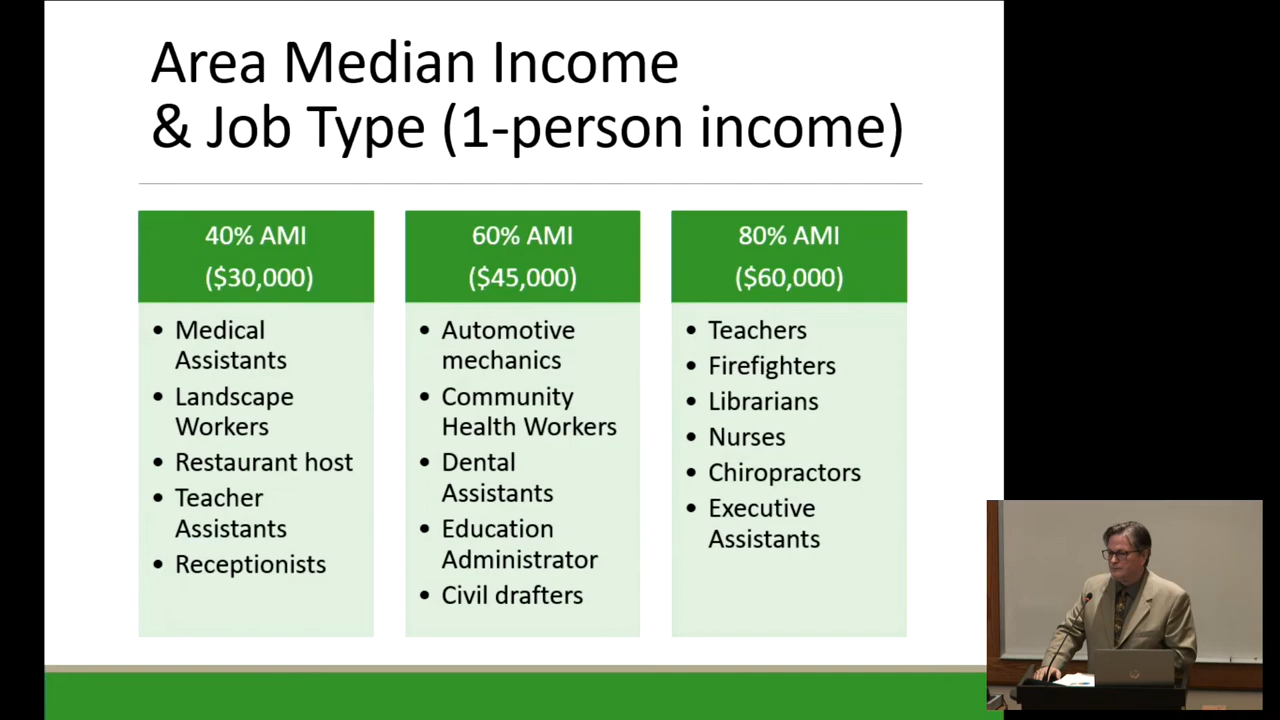 Area Median Income
& Job Type (1-person income)
40% AMI
($30,000)
• Medical
Assistants
• Landscape
Workers
• Restaurant host
• Teacher
Assistants
• Receptionists
60% AMI
($45,000)
• Automotive
mechanics
• Community
Health Workers
• Dental
Assistants
• Education
Administrator
• Civil drafters
80% AMI
($60,000)
• Teachers
• Firefighters
• Librarians
• Nurses
• Chiropractors
• Executive
Assistants